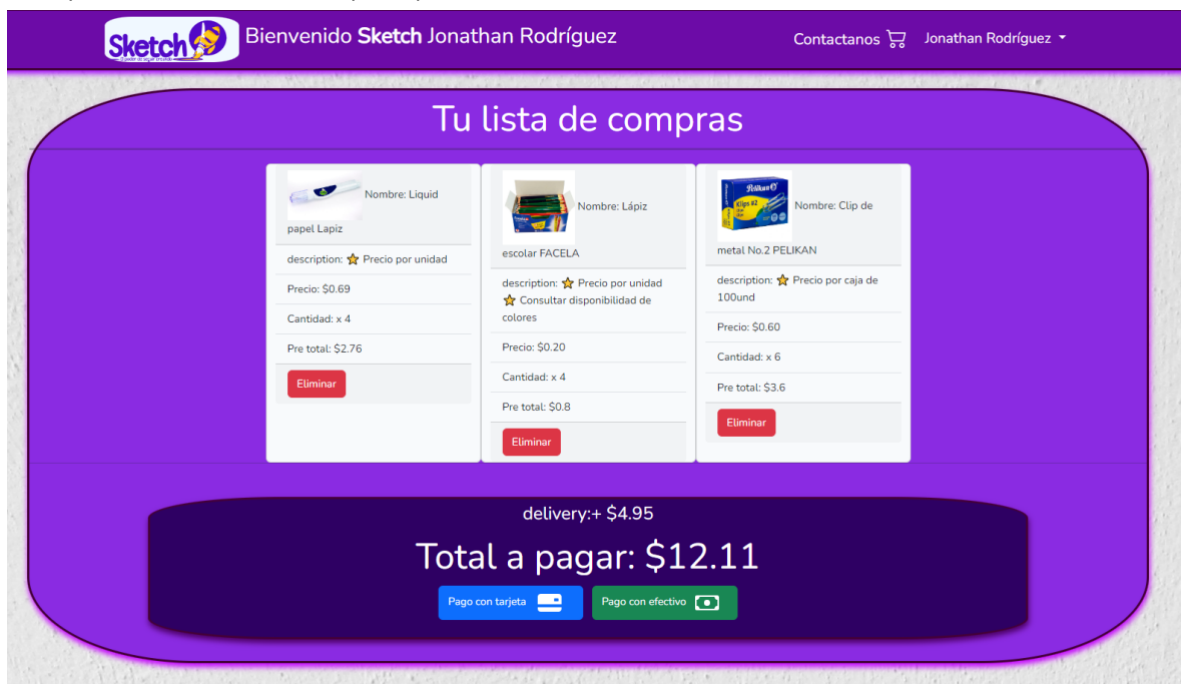 Sketch
Bienvenido Sketch Jonathan Rodríguez
Contactanos
Jonathan Rodríguez
Tu lista de compras
Nombre: Liquid
papel Lapiz
description: ⭐ Precio por unidad
Precio: $0.69
Cantidad: x 4
Pre total: $2.76
Eliminar
Nombre: Lápiz
escolar FACELA
description: ⭐ Precio por unidad
⭐ Consultar disponibilidad de
colores
Precio: $0.20
Cantidad: x 4
Pre total: $0.8
Eliminar
Pelikan
Nombre: Clip de
metal No.2 PELIKAN
description: ⭐ Precio por caja de
100und
Precio: $0.60
Cantidad: x 6
Pre total: $3.6
Eliminar
delivery:+ $4.95
Total a pagar: $12.11
Pago con tarjeta
Pago con efectivo